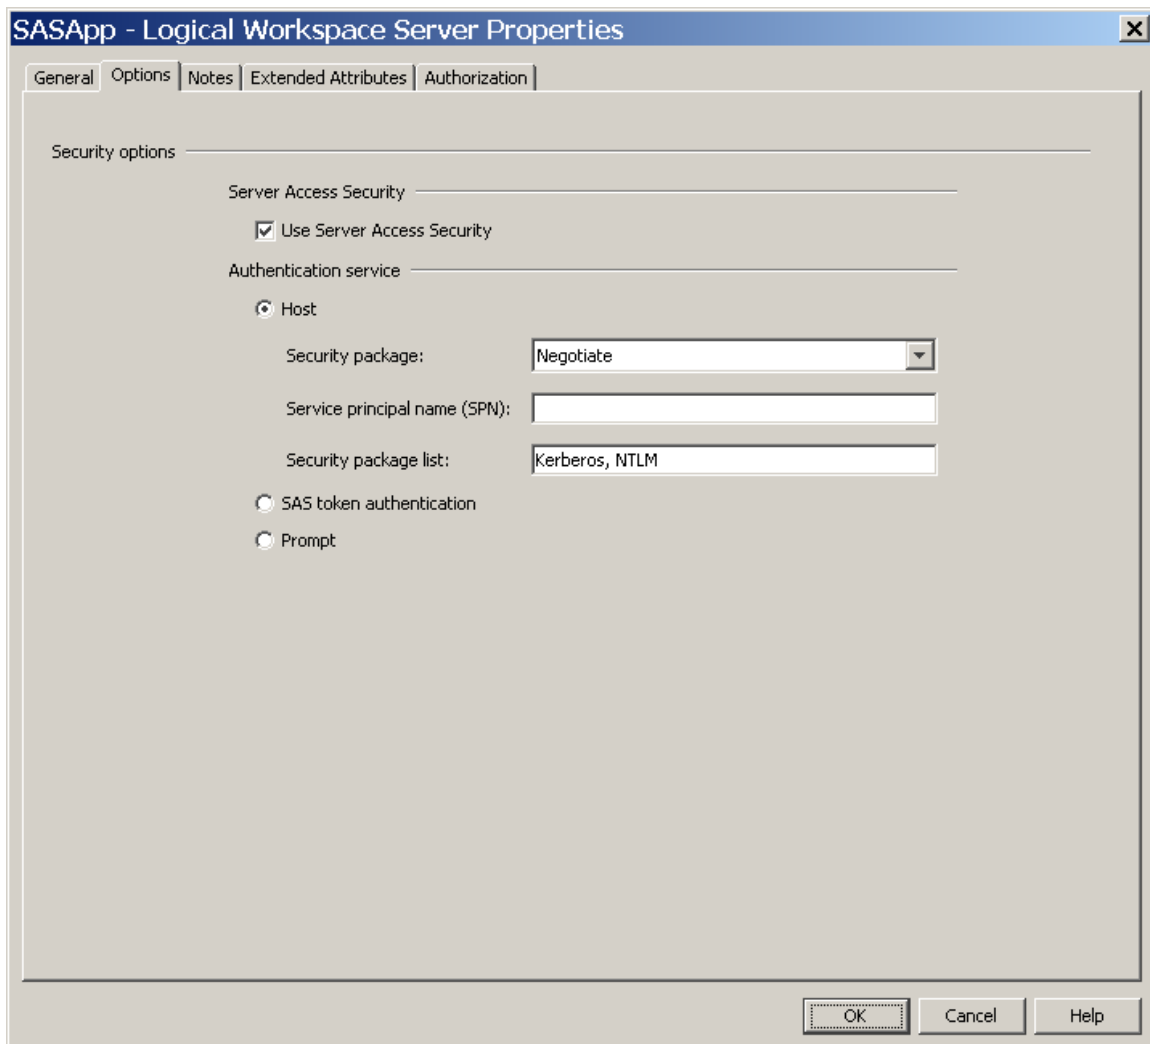 SASApp - Logical Workspace Server Properties
General Options Notes Extended Attributes Authorization
Security options
Server Access Security
Use Server Access Security
Authentication service
Host
Security package: Negotiate
Service principal name (SPN):
Security package list: Kerberos, NTLM
SAS token authentication
Prompt
OK Cancel Help